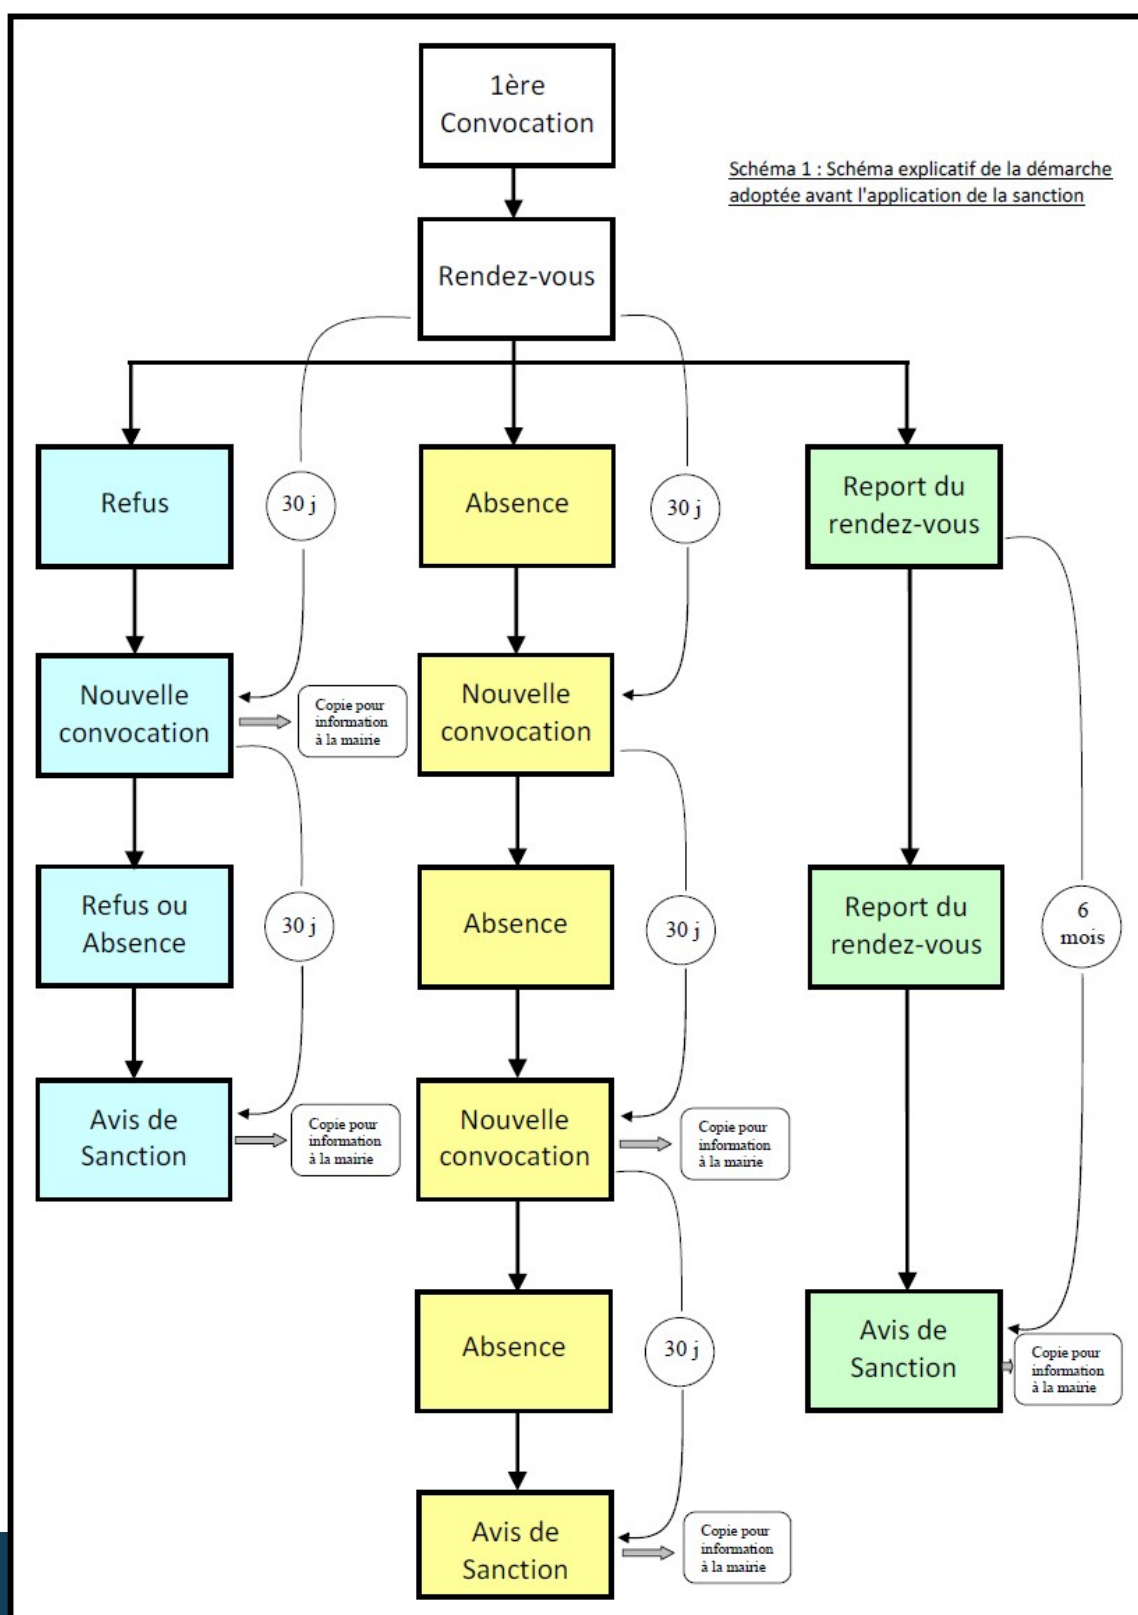 1ère
Convocation
Schéma 1 : Schéma explicatif de la démarche
adoptée avant l'application de la sanction
Rendez-vous
Refus
30 j
Absence
30 j
Report du
rendez-vous
Nouvelle
convocation
Copie pour
information
à la mairie
Nouvelle
convocation
Refus ou
Absence
30 j
Absence
30 j
Report du
rendez-vous
6
mois
Avis de
Sanction
Copie pour
information
à la mairie
Nouvelle
convocation
Copie pour
information
à la mairie
Absence
30 j
Avis de
Sanction
Copie pour
information
à la mairie
Avis de
Sanction
Copie pour
information
à la mairie